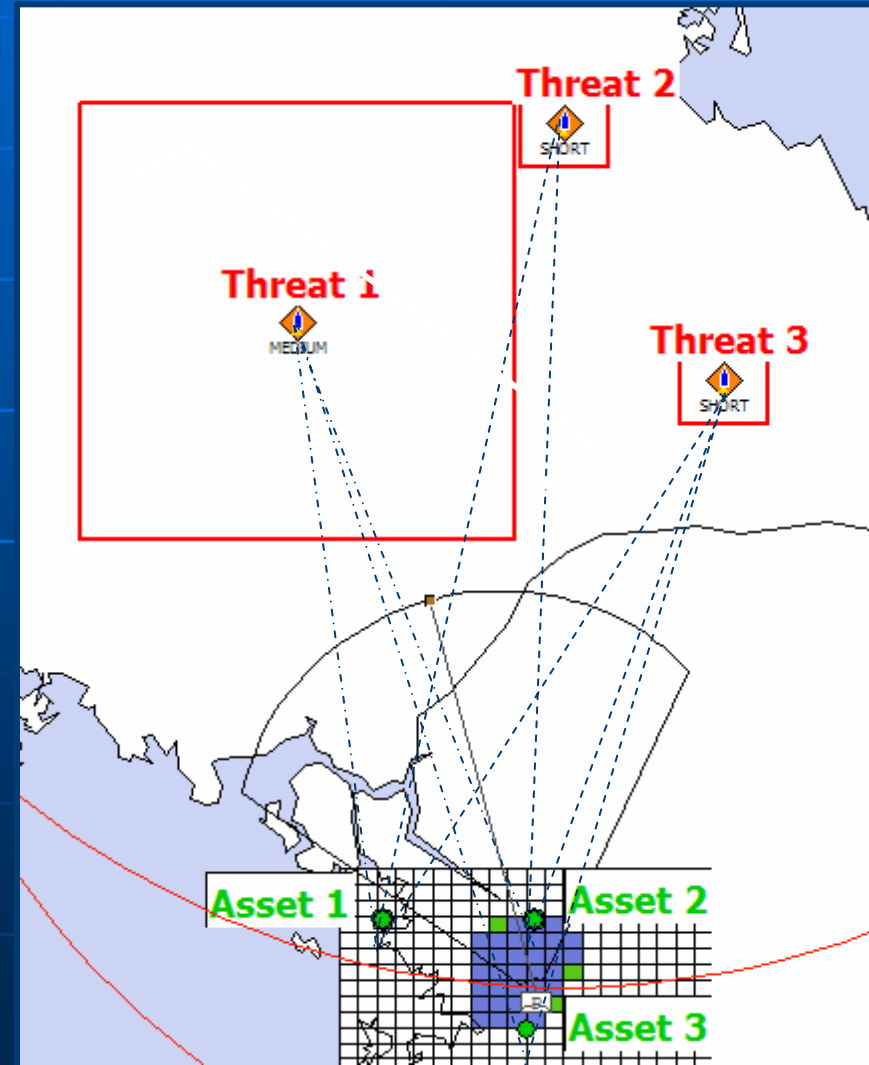 Threat 2
SHORT
Threat 1
MEDIUM
Threat 3
SHORT
Asset 1
Asset 2
Asset 3